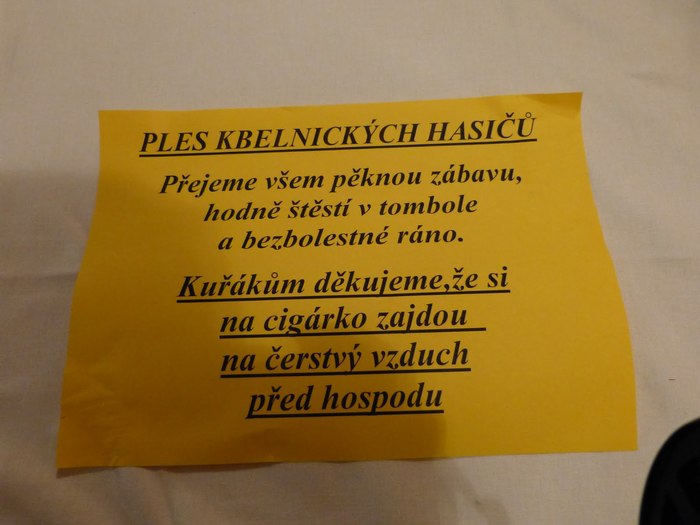 PLES KBELNICKÝCH HASIČŮ
Přejeme všem pěknou zábavu,
hodně štěstí v tombole
a bezbolestné ráno.
Kuřákům děkujeme,že si
na cigárko zajdou
na čerstvý vzduch
před hospodu